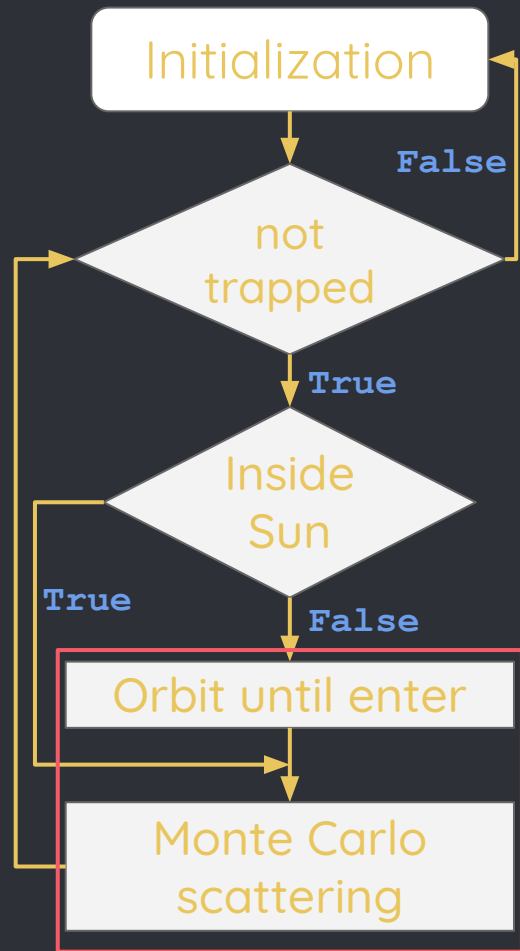 Initialization
False
not
trapped
True
Inside
Sun
True
False
Orbit until enter
Monte Carlo
scattering